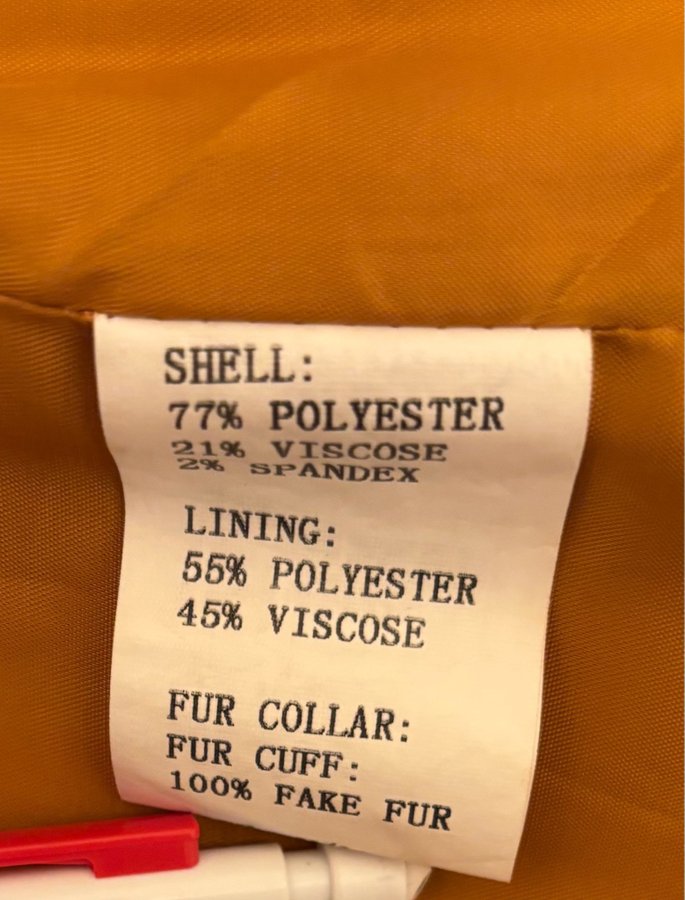 SHELL:
77% POLYESTER
21% VISCOSE
2% SPANDEX
LINING:
55% POLYESTER
45% VISCOSE
FUR COLLAR:
FUR CUFF:
100% FAKE FUR